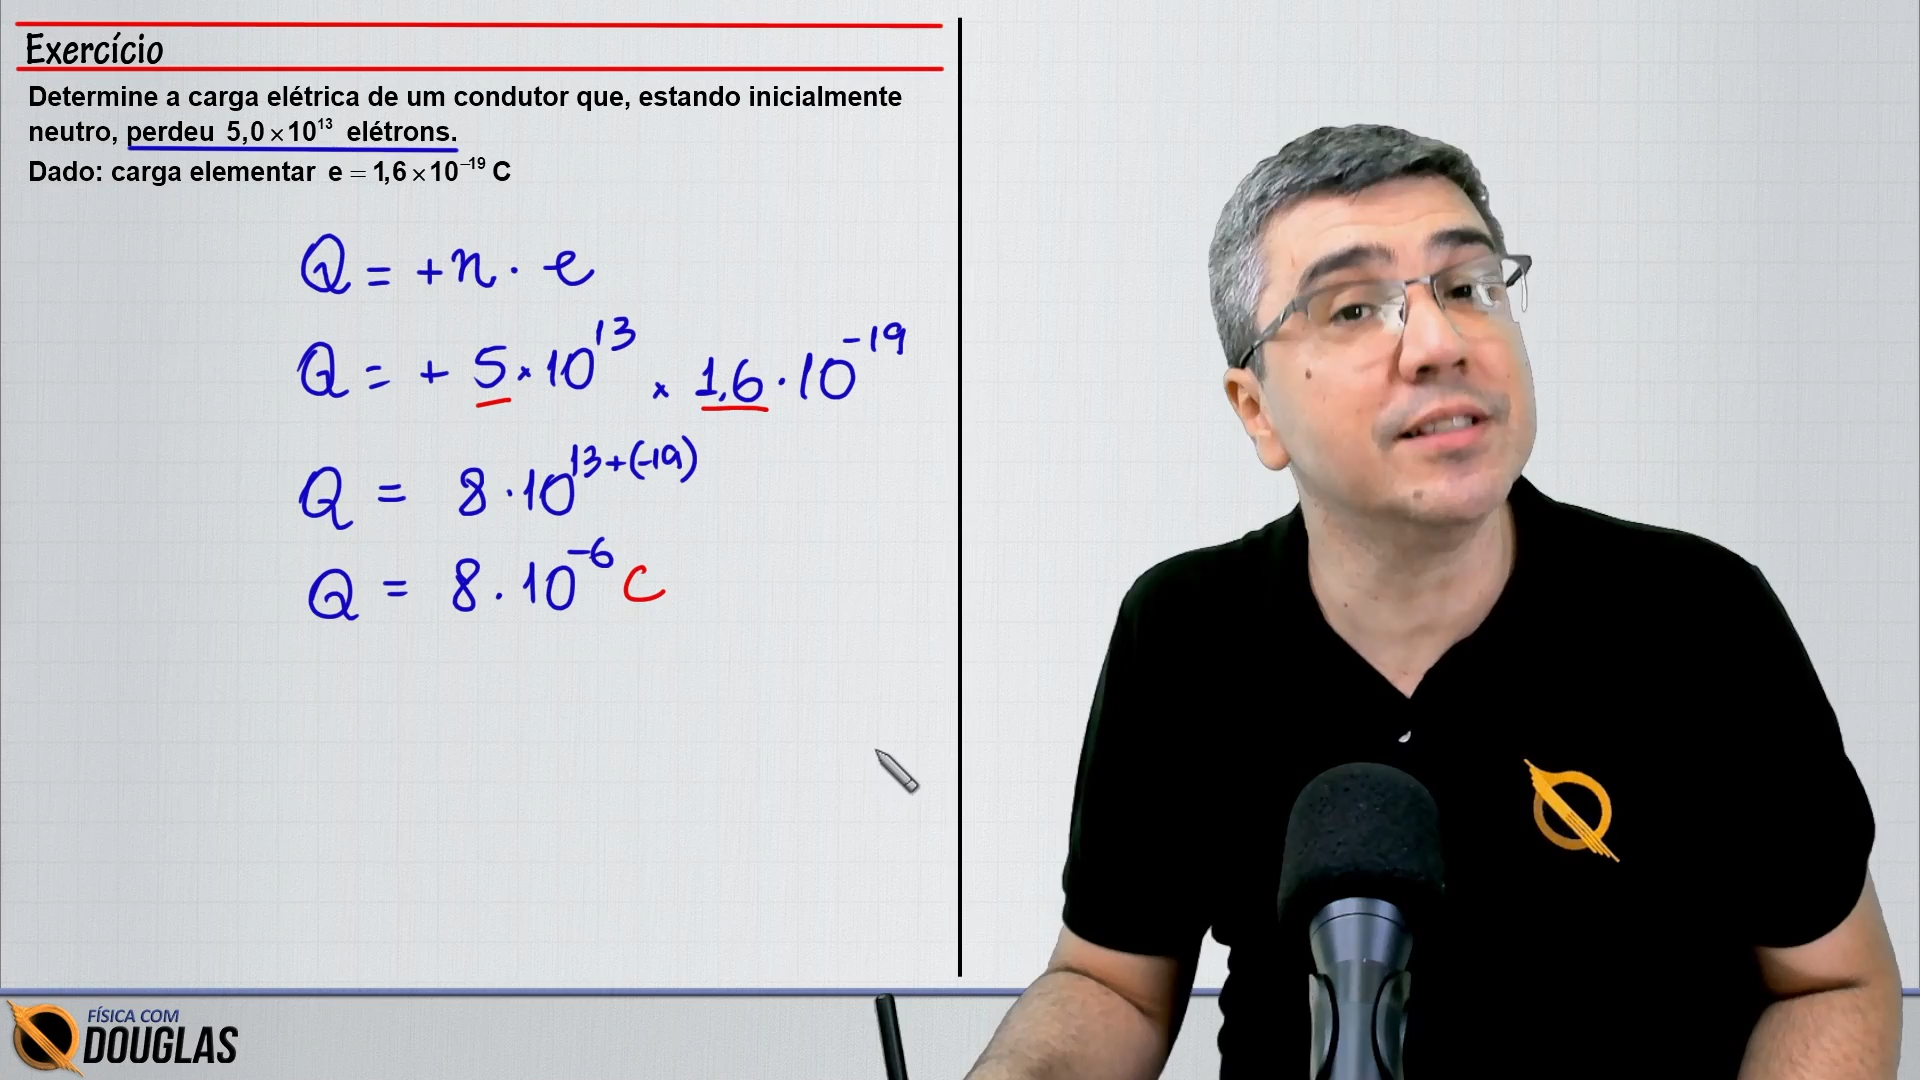 Exercício
Determine a carga elétrica de um condutor que, estando inicialmente
neutro, perdeu 5,0×10¹³ elétrons.
Dado: carga elementar e = 1,6×10⁻¹⁹ C
Q = +n · e
Q = + 5×10¹³ × 1,6·10⁻¹⁹
Q = 8·10¹³⁺⁽⁻¹⁹⁾
Q = 8·10⁻⁶ C
FÍSICA COM
DOUGLAS